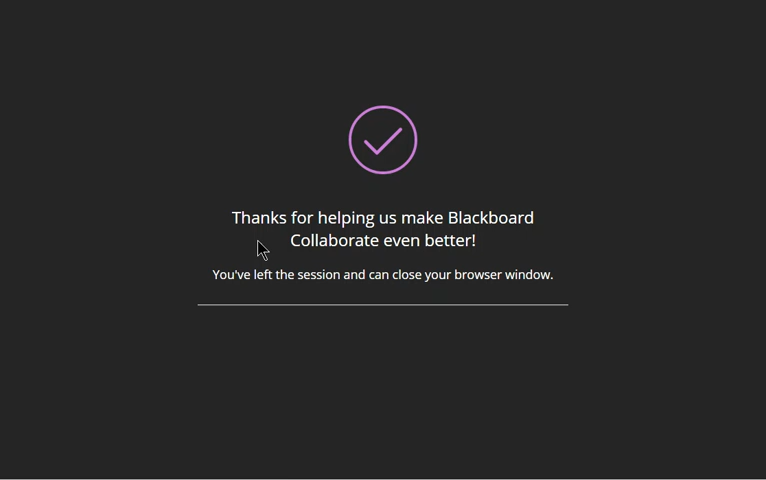 Thanks for helping us make Blackboard
Collaborate even better!
You've left the session and can close your browser window.